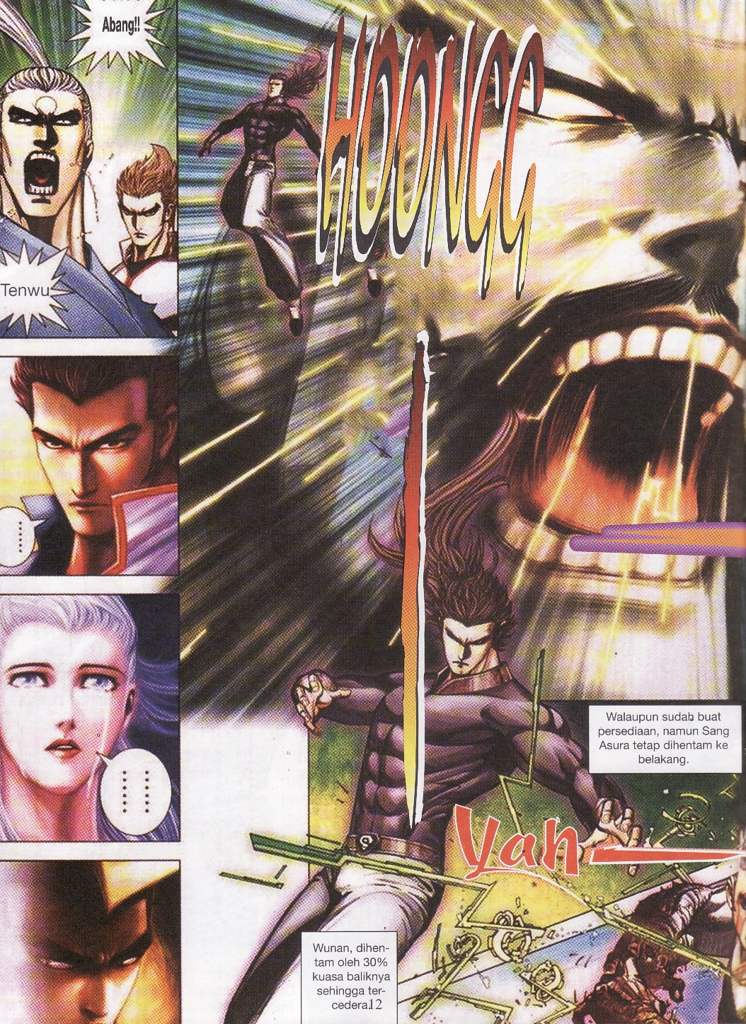 Abang!!
HOONGG
Tenwu
......
........
Walaupun sudah buat
persediaan, namun Sang
Asura tetap dihentam ke
belakang.
Yah
Wunan, dihen-
tam oleh 30%
kuasa baliknya
sehingga ter-
cedera.12